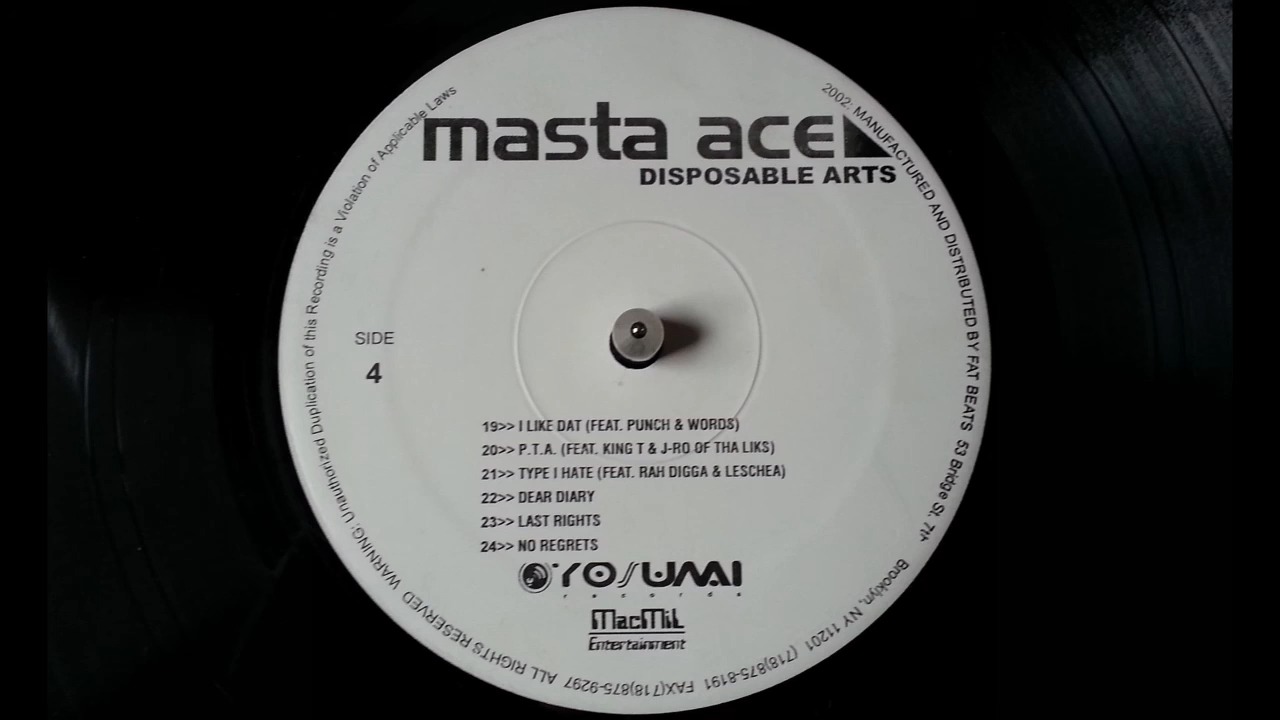 masta ace
DISPOSABLE ARTS
SIDE
4
19>> I LIKE DAT (FEAT. PUNCH & WORDS)
20>> P.T.A. (FEAT. KING T & J-RO OF THA LIKS)
21>> TYPE I HATE (FEAT. RAH DIGGA & LESCHEA)
22>> DEAR DIARY
23>> LAST RIGHTS
24>> NO REGRETS
YOSUMI
records
MacMil
Entertainment
2002. MANUFACTURED AND DISTRIBUTED BY FAT BEATS 53 Bridge St. 7th Brooklyn, NY 11201 (718)875-8191 FAX(718)875-9297 ALL RIGHTS RESERVED WARNING: Unauthorized Duplication of this Recording is a Violation of Applicable Laws